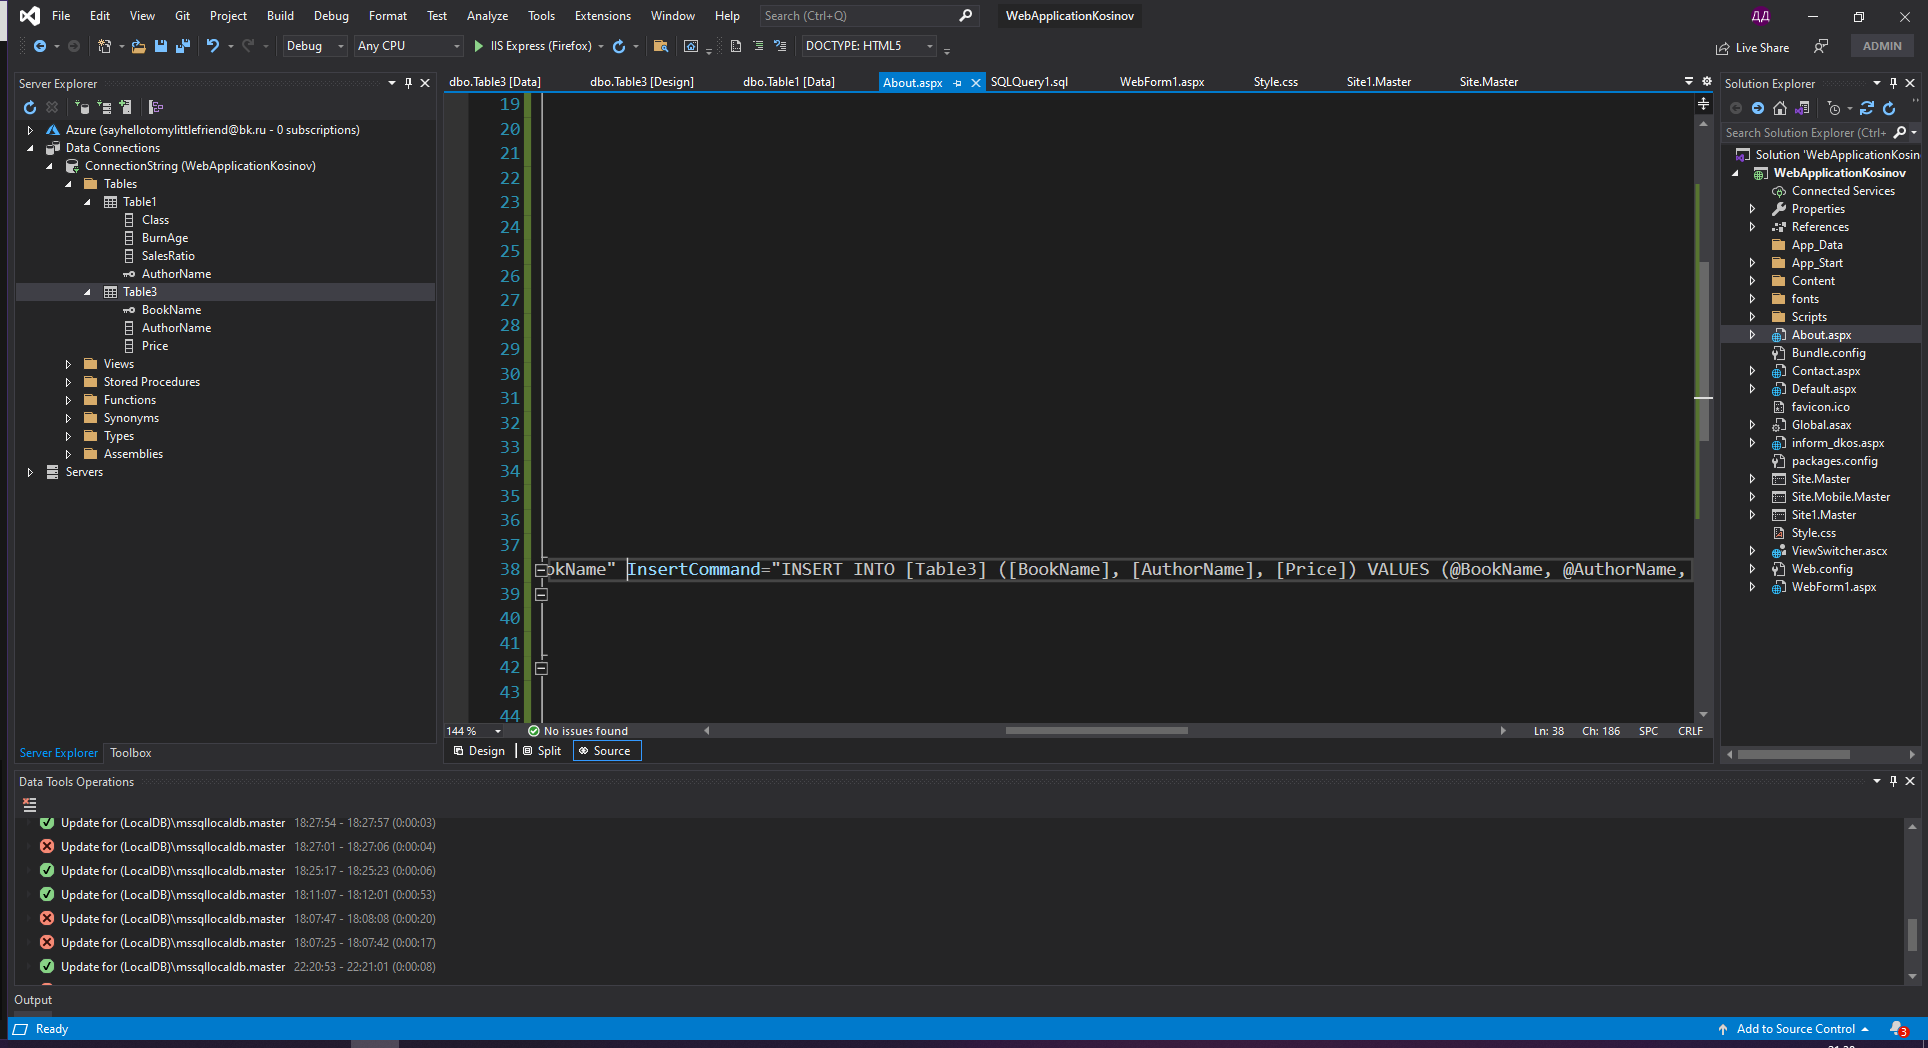 File Edit View Git Project Build Debug Format Test Analyze Tools Extensions Window Help Search (Ctrl+Q) WebApplicationKosinov ДД
Debug Any CPU IIS Express (Firefox) DOCTYPE: HTML5 Live Share ADMIN
Server Explorer
Azure (sayhellotomylittlefriend@bk.ru - 0 subscriptions)
Data Connections
ConnectionString (WebApplicationKosinov)
Tables
Table1
Class
BurnAge
SalesRatio
AuthorName
Table3
BookName
AuthorName
Price
Views
Stored Procedures
Functions
Synonyms
Types
Assemblies
Servers
Server Explorer Toolbox
dbo.Table3 [Data] dbo.Table3 [Design] dbo.Table1 [Data] About.aspx SQLQuery1.sql WebForm1.aspx Style.css Site1.Master Site.Master
19
20
21
22
23
24
25
26
27
28
29
30
31
32
33
34
35
36
37
38 okName" InsertCommand="INSERT INTO [Table3] ([BookName], [AuthorName], [Price]) VALUES (@BookName, @AuthorName,
39
40
41
42
43
44
144 % No issues found Ln: 38 Ch: 186 SPC CRLF
Design Split Source
Solution Explorer
Search Solution Explorer (Ctrl+
Solution 'WebApplicationKosin
WebApplicationKosinov
Connected Services
Properties
References
App_Data
App_Start
Content
fonts
Scripts
About.aspx
Bundle.config
Contact.aspx
Default.aspx
favicon.ico
Global.asax
inform_dkos.aspx
packages.config
Site.Master
Site.Mobile.Master
Site1.Master
Style.css
ViewSwitcher.ascx
Web.config
WebForm1.aspx
Data Tools Operations
Update for (LocalDB)\mssqllocaldb.master 18:27:54 - 18:27:57 (0:00:03)
Update for (LocalDB)\mssqllocaldb.master 18:27:01 - 18:27:06 (0:00:04)
Update for (LocalDB)\mssqllocaldb.master 18:25:17 - 18:25:23 (0:00:06)
Update for (LocalDB)\mssqllocaldb.master 18:11:07 - 18:12:01 (0:00:53)
Update for (LocalDB)\mssqllocaldb.master 18:07:47 - 18:08:08 (0:00:20)
Update for (LocalDB)\mssqllocaldb.master 18:07:25 - 18:07:42 (0:00:17)
Update for (LocalDB)\mssqllocaldb.master 22:20:53 - 22:21:01 (0:00:08)
Output
Ready Add to Source Control 3